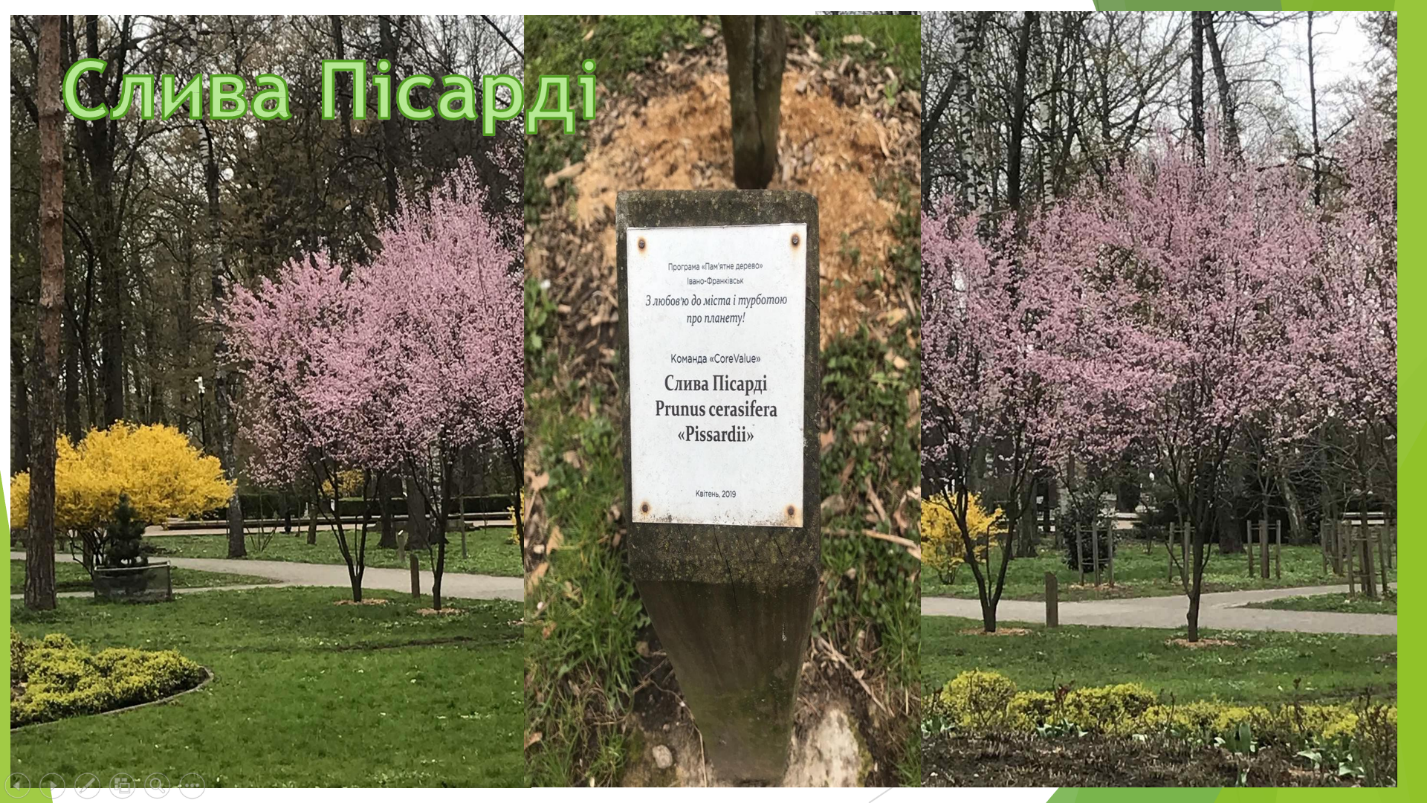 Слива Пісарді
Програма «Пам'ятне дерево»
Івано-Франківськ
З любов'ю до міста і турботою
про планету!
Команда «CoreValue»
Слива Пісарді
Prunus cerasifera
«Pissardii»
Квітень, 2019